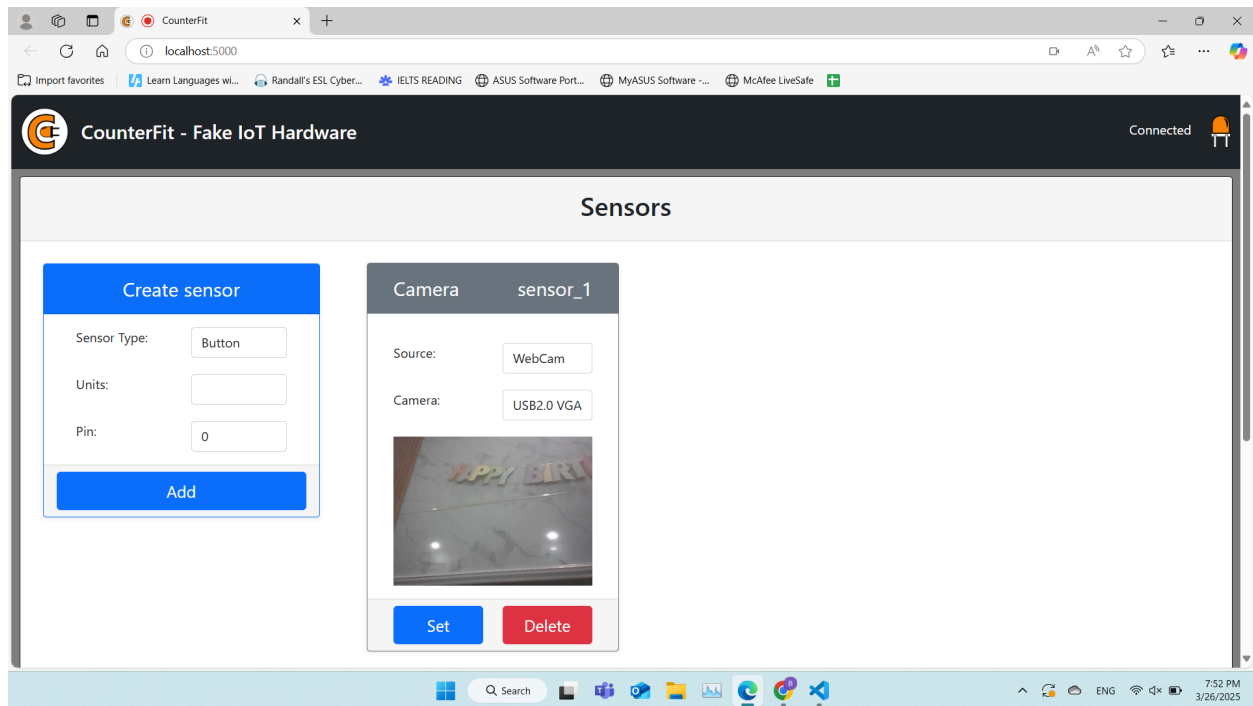 CounterFit
localhost:5000
Import favorites
Learn Languages wi...
Randall's ESL Cyber...
IELTS READING
ASUS Software Port...
MyASUS Software -...
McAfee LiveSafe
CounterFit - Fake IoT Hardware
Connected
Sensors
Create sensor
Sensor Type:
Button
Units:
Pin:
0
Add
Camera
sensor_1
Source:
WebCam
Camera:
USB2.0 VGA
HAPPY BIRT
Set
Delete
Search
ENG
7:52 PM
3/26/2025